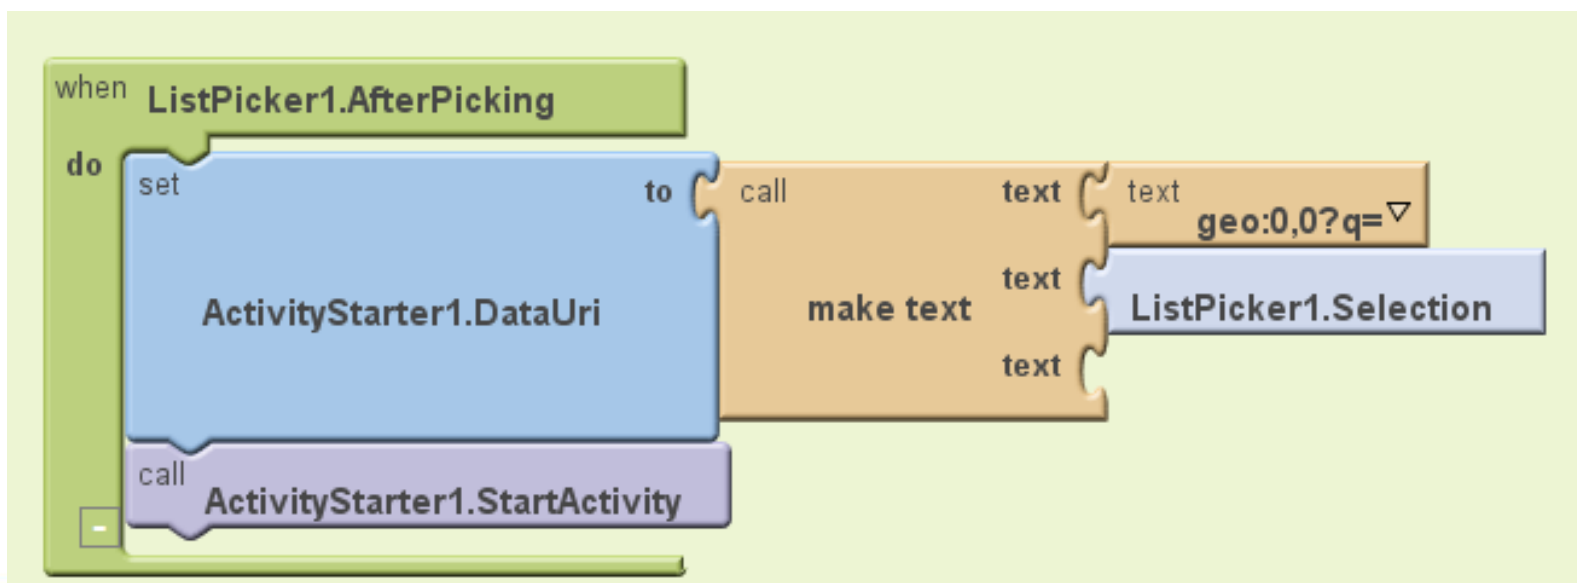 when ListPicker1.AfterPicking
do
set to call text text
geo:0,0?q=
ActivityStarter1.DataUri make text text ListPicker1.Selection
text
call
ActivityStarter1.StartActivity
-